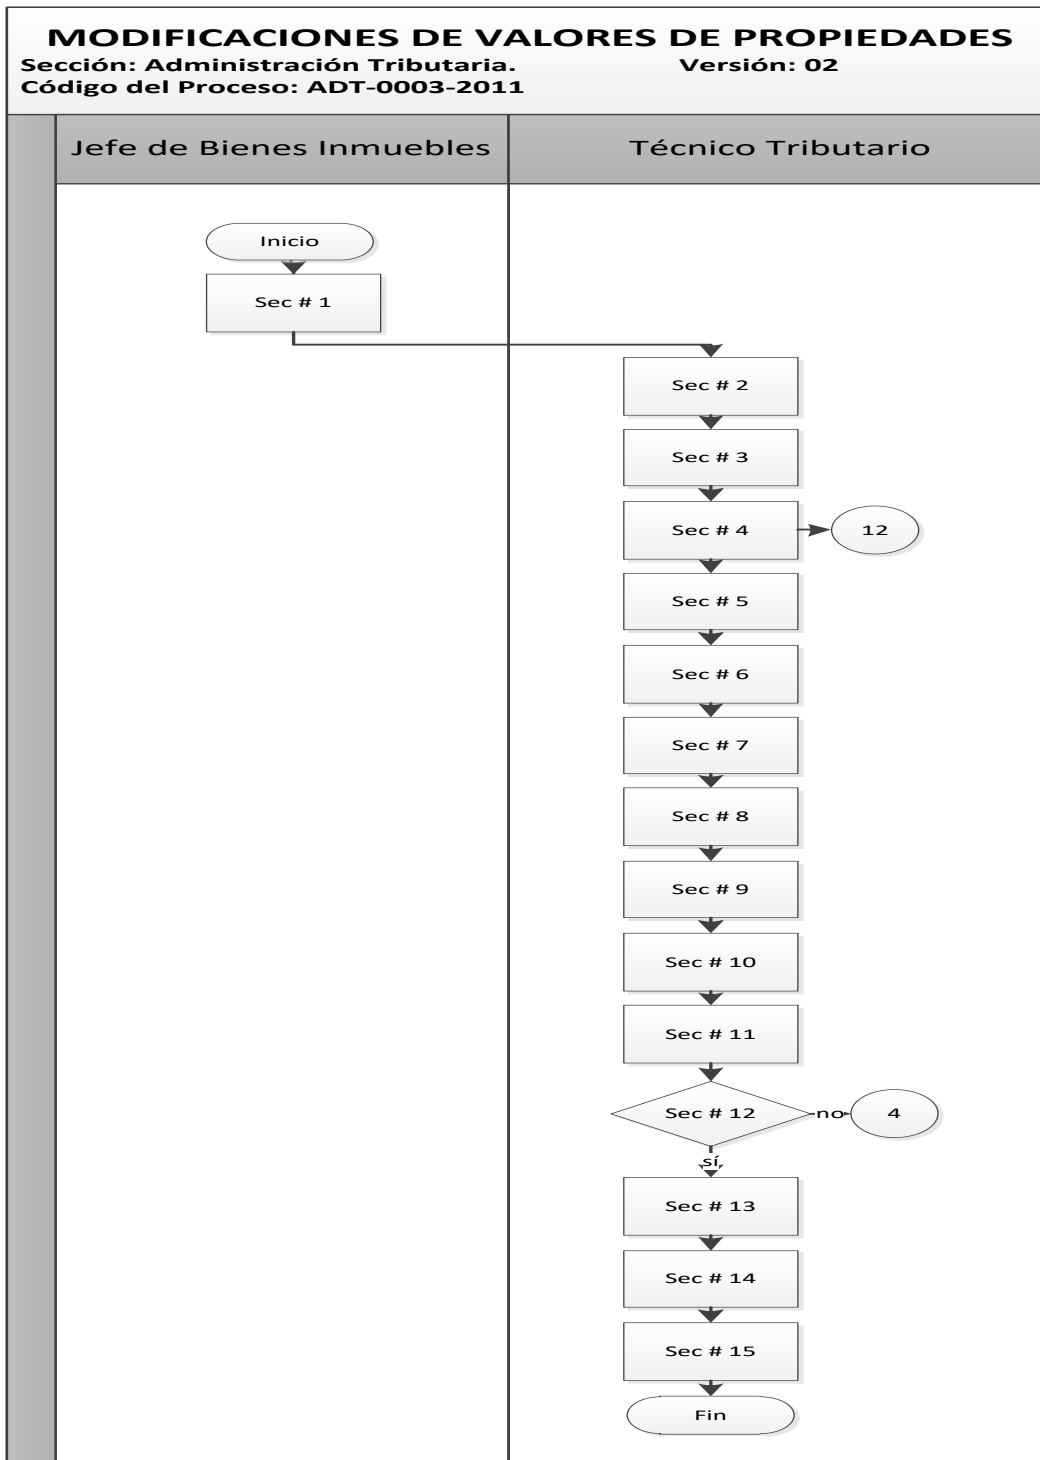 MODIFICACIONES DE VALORES DE PROPIEDADES
Sección: Administración Tributaria. Versión: 02
Código del Proceso: ADT-0003-2011
Jefe de Bienes Inmuebles
Técnico Tributario
Inicio
Sec # 1
Sec # 2
Sec # 3
Sec # 4
12
Sec # 5
Sec # 6
Sec # 7
Sec # 8
Sec # 9
Sec # 10
Sec # 11
Sec # 12
no
4
sí
Sec # 13
Sec # 14
Sec # 15
Fin